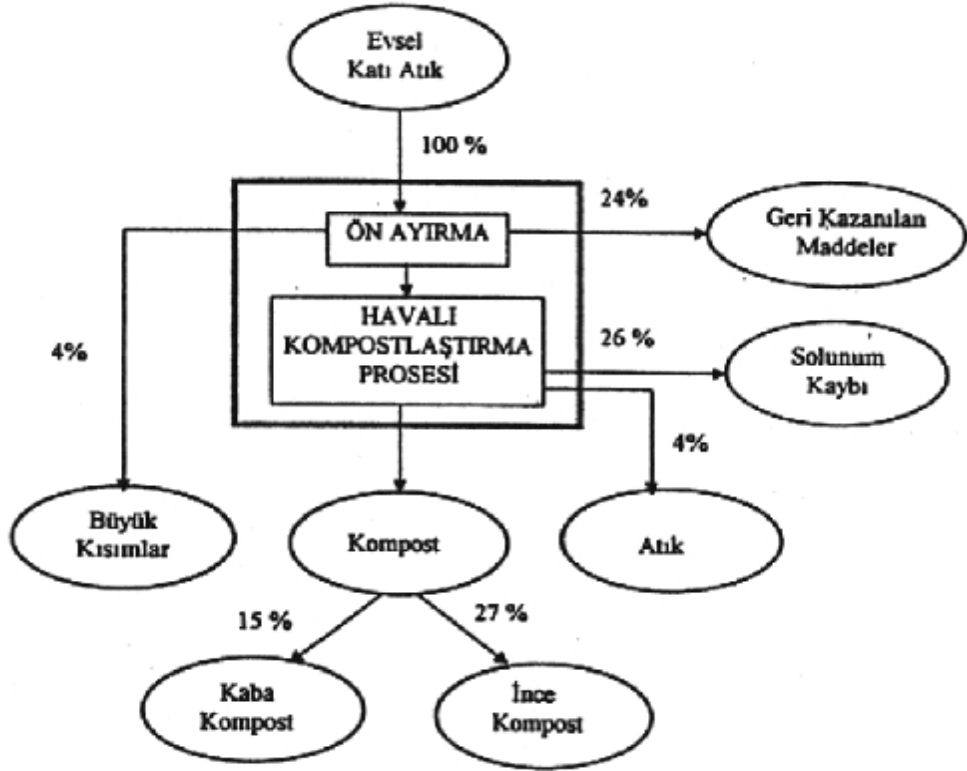 Evsel
Katı Atık
100 %
24%
ÖN AYIRMA
Geri Kazanılan
Maddeler
HAVALI
KOMPOSTLAŞTIRMA
PROSESİ
4%
26 %
Solunum
Kaybı
4%
Büyük
Kısımlar
Kompost
Atık
15 %
27 %
Kaba
Kompost
İnce
Kompost